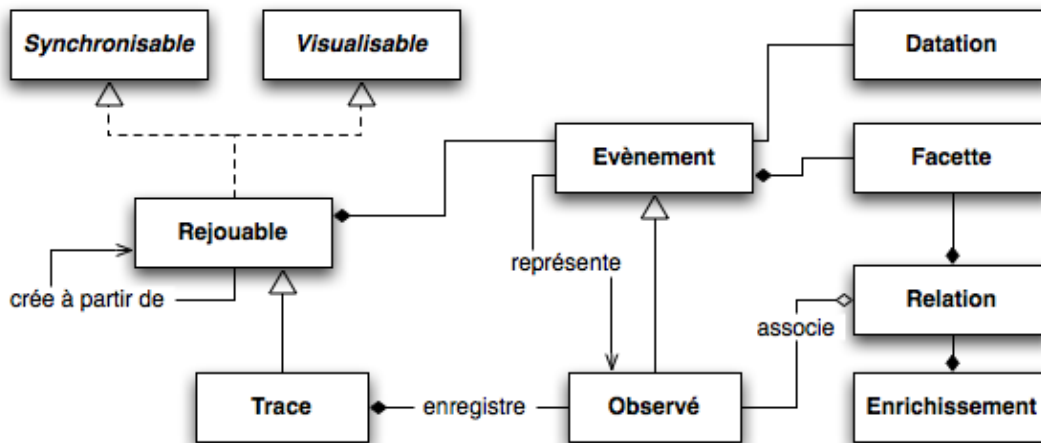 Synchronisable
Visualisable
Datation
Evènement
Facette
Rejouable
représente
crée à partir de
Relation
associe
Trace
enregistre
Observé
Enrichissement